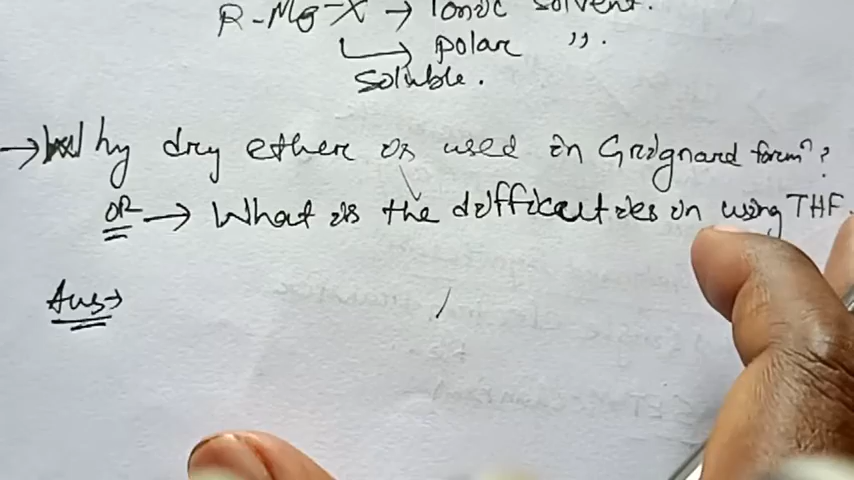 R-Mg-X → Ionic solvent.
↳ polar ,,.
Soluble.
→ Why dry ether is used in Grignard formⁿ?
OR → What is the difficulties in using THF.
Ans→